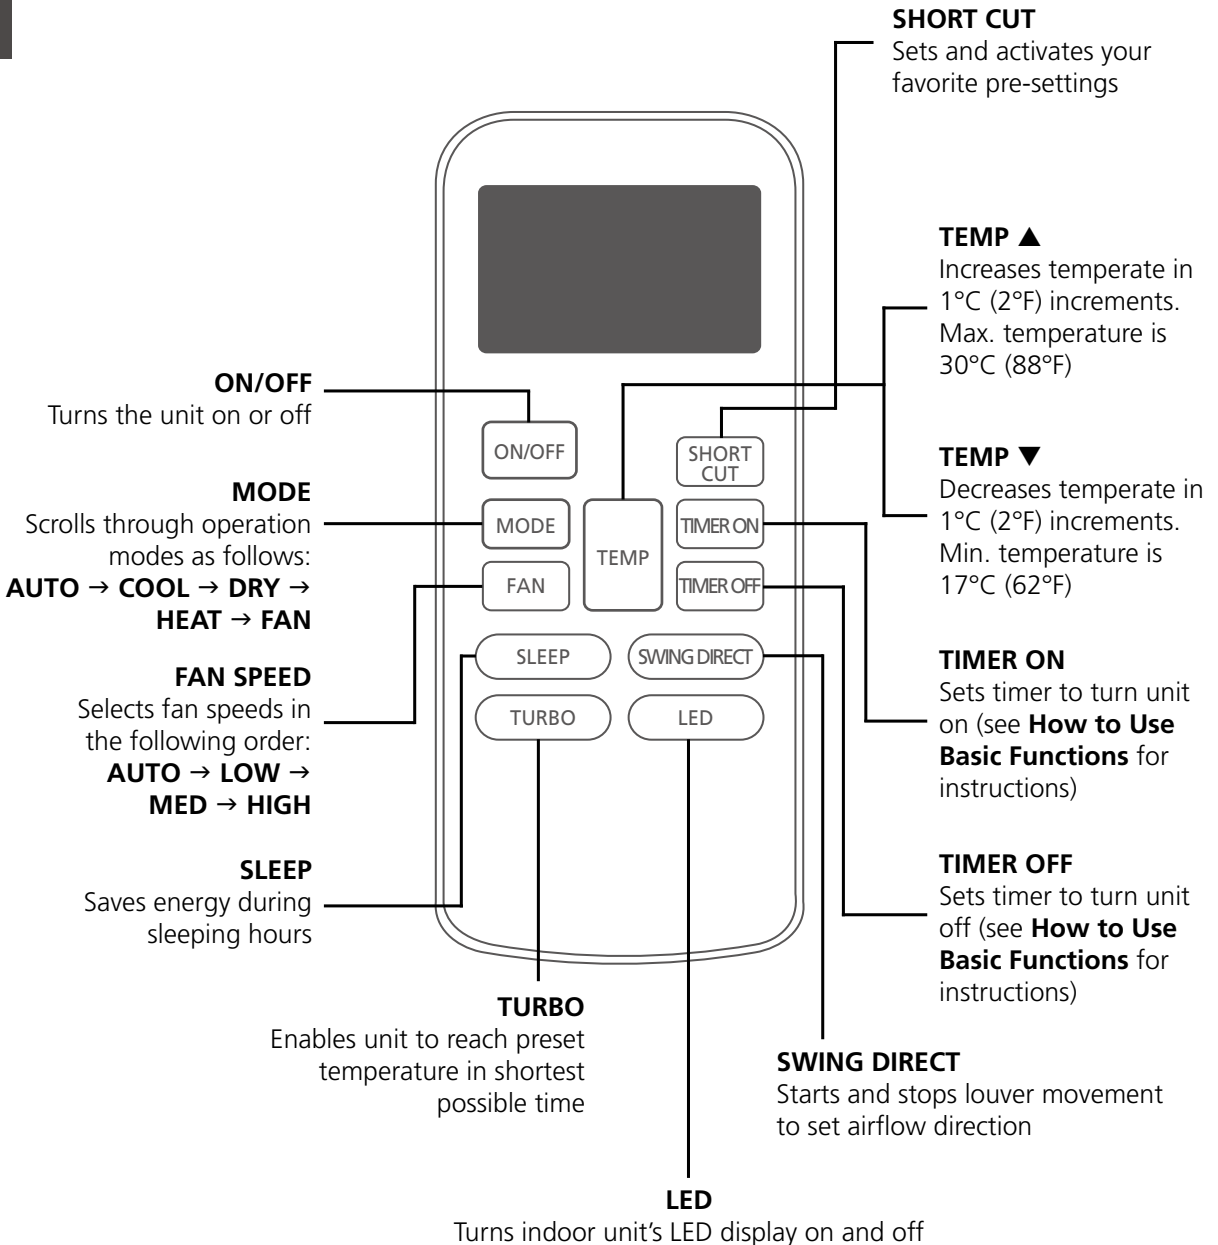 SHORT CUT
Sets and activates your
favorite pre-settings
TEMP ▲
Increases temperate in
1°C (2°F) increments.
Max. temperature is
30°C (88°F)
TEMP ▼
Decreases temperate in
1°C (2°F) increments.
Min. temperature is
17°C (62°F)
TIMER ON
Sets timer to turn unit
on (see How to Use
Basic Functions for
instructions)
TIMER OFF
Sets timer to turn unit
off (see How to Use
Basic Functions for
instructions)
SWING DIRECT
Starts and stops louver movement
to set airflow direction
ON/OFF
Turns the unit on or off
MODE
Scrolls through operation
modes as follows:
AUTO → COOL → DRY →
HEAT → FAN
FAN SPEED
Selects fan speeds in
the following order:
AUTO → LOW →
MED → HIGH
SLEEP
Saves energy during
sleeping hours
TURBO
Enables unit to reach preset
temperature in shortest
possible time
LED
Turns indoor unit's LED display on and off
ON/OFF
SHORT
CUT
MODE
TEMP
TIMER ON
FAN
TIMER OFF
SLEEP
SWING DIRECT
TURBO
LED